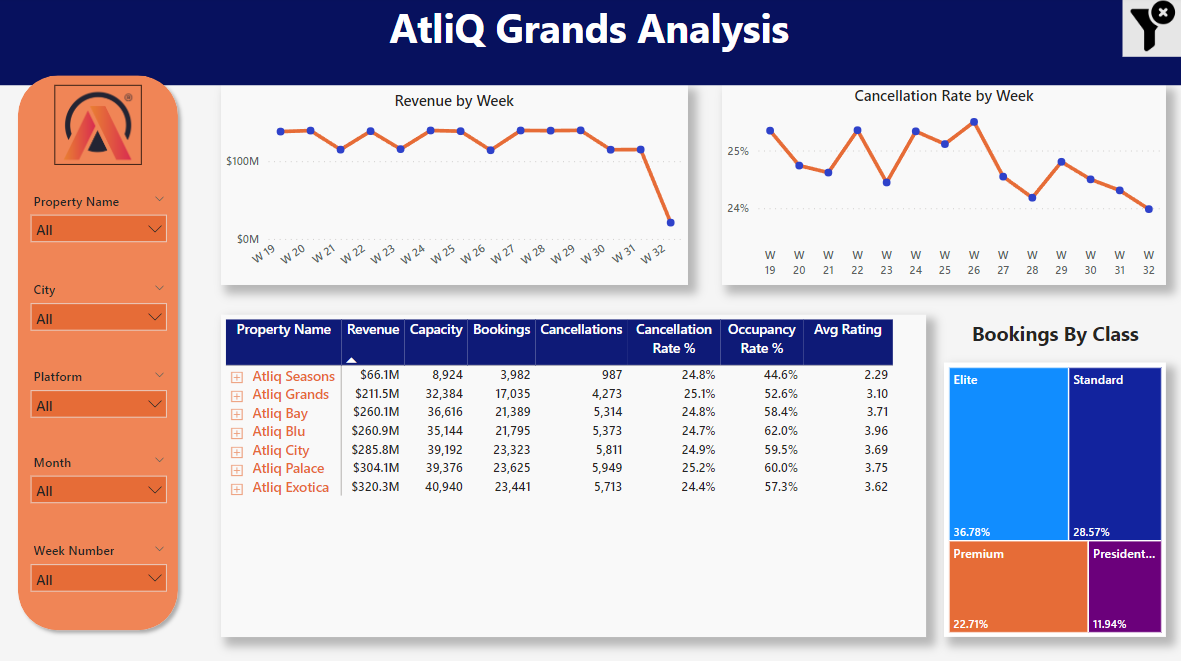 AtliQ Grands Analysis
®
Property Name
All
City
All
Platform
All
Month
All
Week Number
All
Revenue by Week
$100M
$0M
W 19 W 20 W 21 W 22 W 23 W 24 W 25 W 26 W 27 W 28 W 29 W 30 W 31 W 32
Cancellation Rate by Week
25%
24%
W W W W W W W W W W W W W W
19 20 21 22 23 24 25 26 27 28 29 30 31 32
Property Name Revenue Capacity Bookings Cancellations Cancellation Occupancy Avg Rating
Rate % Rate %
Atliq Seasons $66.1M 8,924 3,982 987 24.8% 44.6% 2.29
Atliq Grands $211.5M 32,384 17,035 4,273 25.1% 52.6% 3.10
Atliq Bay $260.1M 36,616 21,389 5,314 24.8% 58.4% 3.71
Atliq Blu $260.9M 35,144 21,795 5,373 24.7% 62.0% 3.96
Atliq City $285.8M 39,192 23,323 5,811 24.9% 59.5% 3.69
Atliq Palace $304.1M 39,376 23,625 5,949 25.2% 60.0% 3.75
Atliq Exotica $320.3M 40,940 23,441 5,713 24.4% 57.3% 3.62
Bookings By Class
Elite
36.78%
Standard
28.57%
Premium
22.71%
President...
11.94%